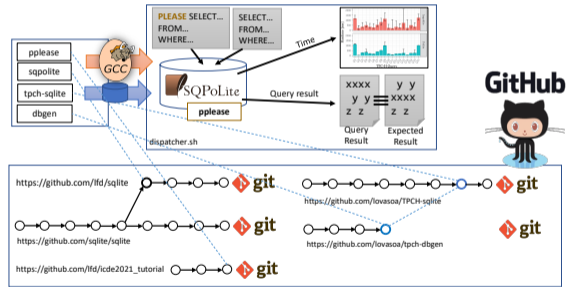 PLEASE SELECT...
FROM...
WHERE...
SELECT...
FROM...
WHERE...
Time
pplease
sqpolite
tpch-sqlite
dbgen
GCC
SQPoLite
pplease
Query result
xxxx
y y
z z
y y
xxxx
z z
Query
Result
Expected
Result
dispatcher.sh
GitHub
https://github.com/lfd/sqlite
git
git
https://github.com/lovasoa/TPCH-sqlite
git
https://github.com/sqlite/sqlite
git
https://github.com/lovasoa/tpch-dbgen
https://github.com/lfd/icde2021_tutorial
git